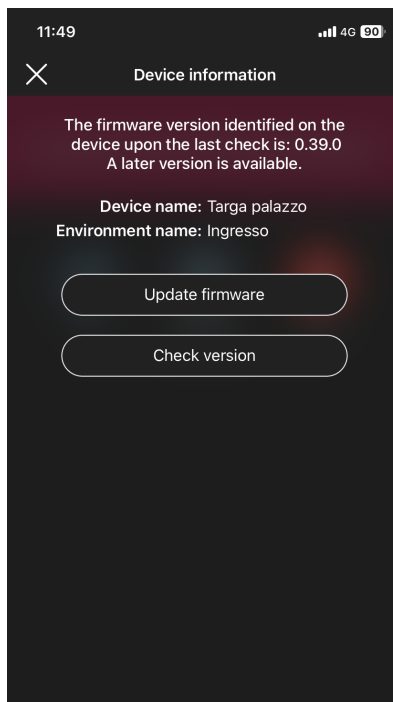 11:49
4G 90
Device information
The firmware version identified on the
device upon the last check is: 0.39.0
A later version is available.
Device name: Targa palazzo
Environment name: Ingresso
Update firmware
Check version